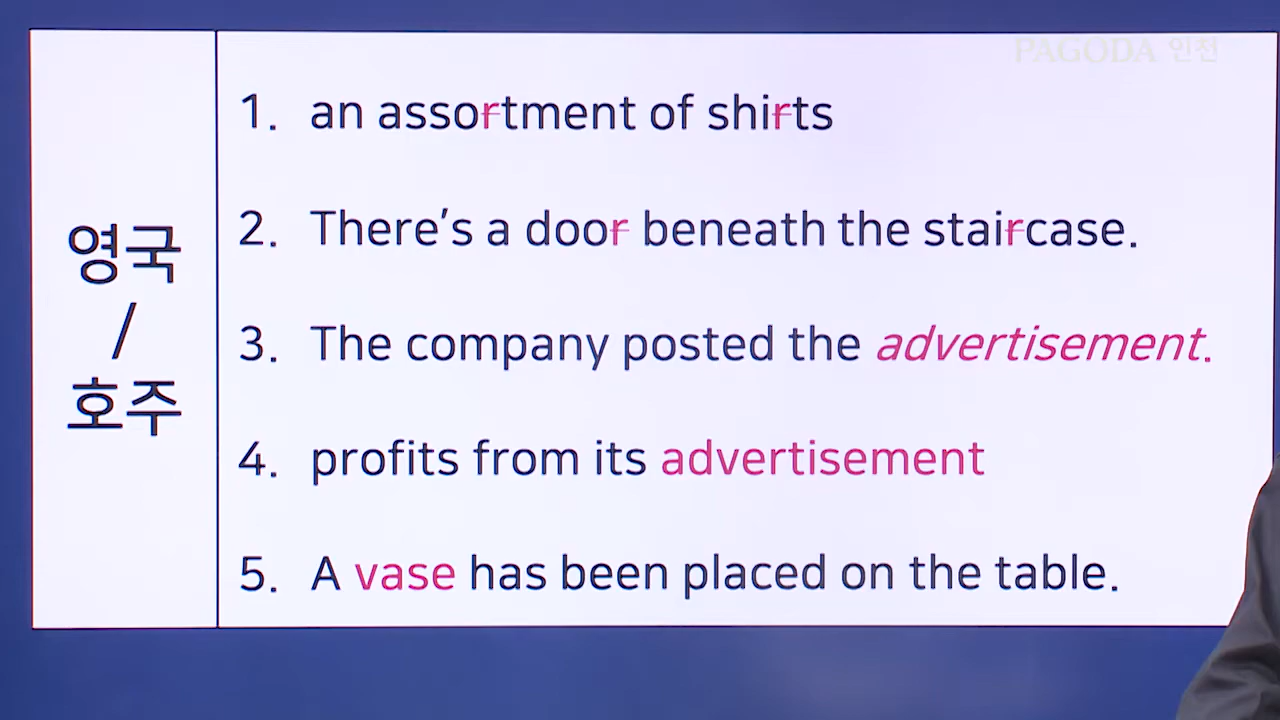 PAGODA 인천
영국
/
호주
1. an assortment of shirts
2. There's a door beneath the staircase.
3. The company posted the advertisement.
4. profits from its advertisement
5. A vase has been placed on the table.